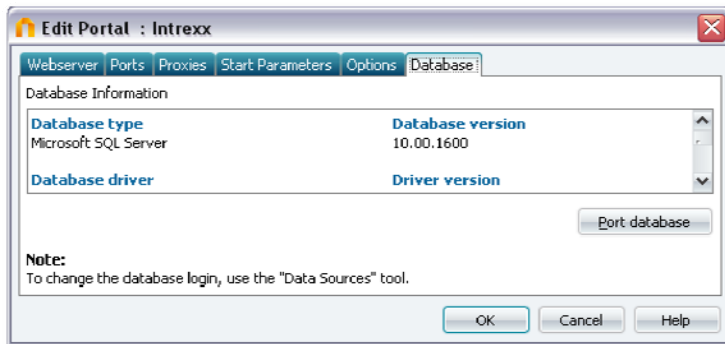 Edit Portal : Intrexx
Webserver Ports Proxies Start Parameters Options Database
Database Information
Database type Database version
Microsoft SQL Server 10.00.1600
Database driver Driver version
Port database
Note:
To change the database login, use the "Data Sources" tool.
OK Cancel Help